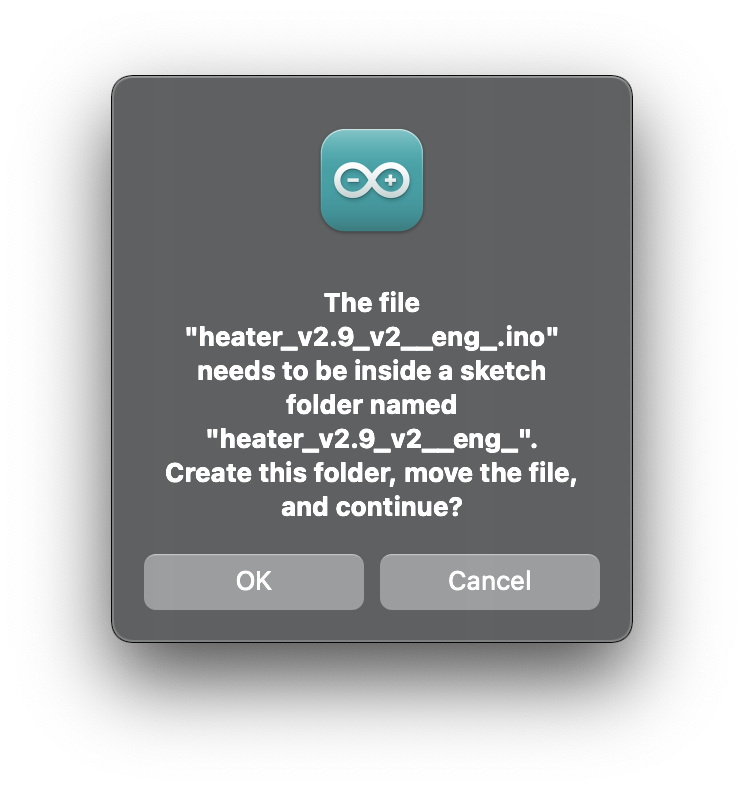 The file
"heater_v2.9_v2__eng_.ino"
needs to be inside a sketch
folder named
"heater_v2.9_v2__eng_".
Create this folder, move the file,
and continue?
OK
Cancel